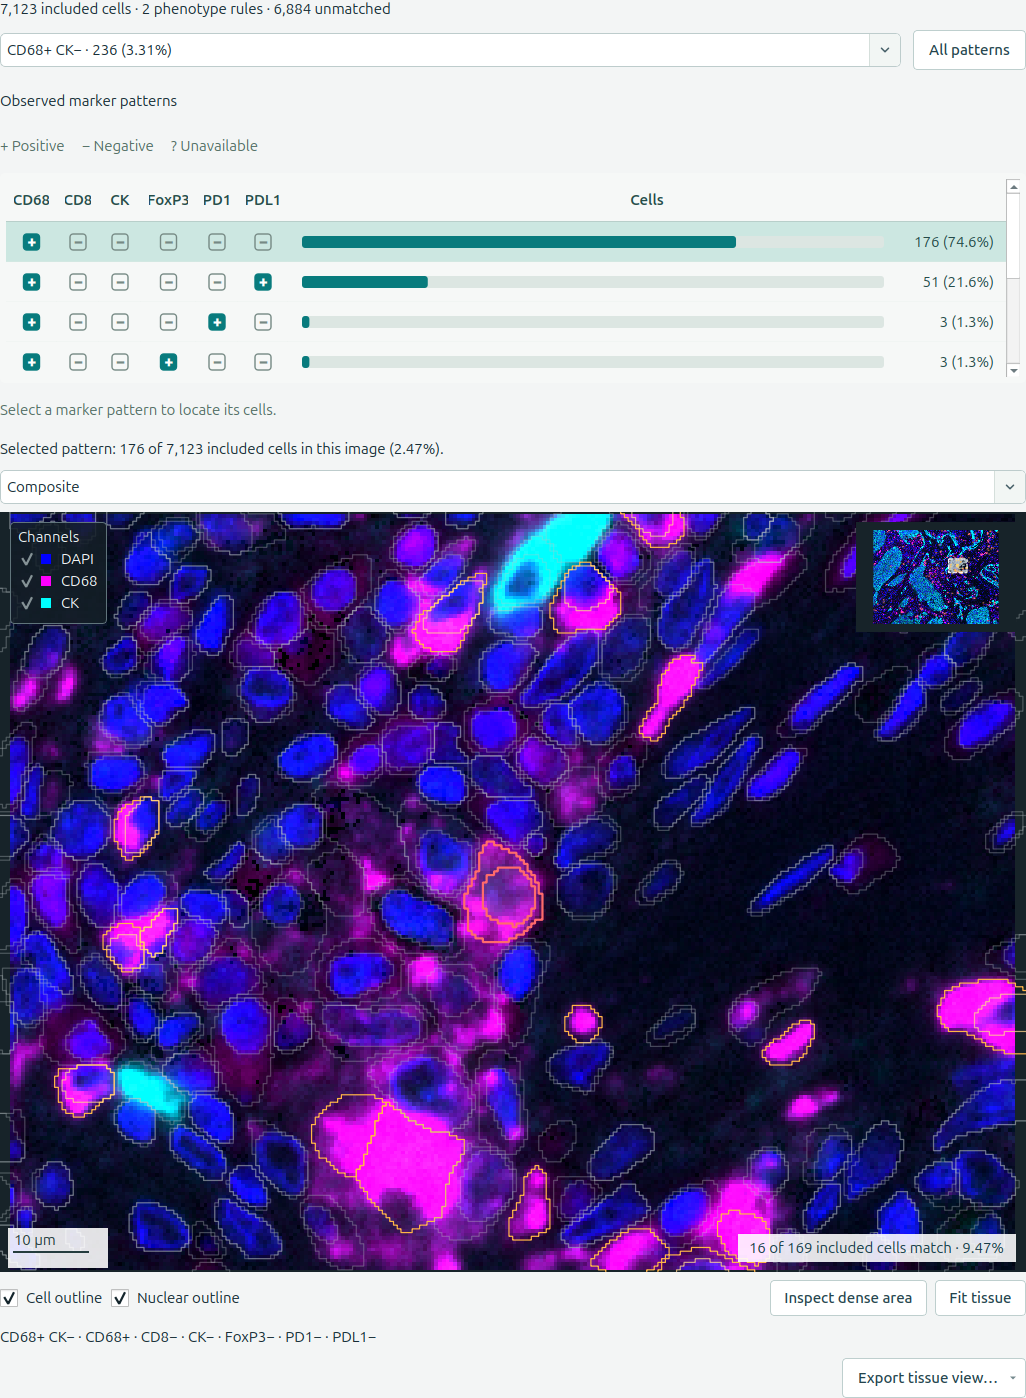 7,123 included cells · 2 phenotype rules · 6,884 unmatched
CD68+ CK− · 236 (3.31%)
All patterns
Observed marker patterns
+ Positive − Negative ? Unavailable
CD68 CD8 CK FoxP3 PD1 PDL1 Cells
+ − − − − − 176 (74.6%)
+ − − − − + 51 (21.6%)
+ − − − + − 3 (1.3%)
+ − − + − − 3 (1.3%)
Select a marker pattern to locate its cells.
Selected pattern: 176 of 7,123 included cells in this image (2.47%).
Composite
Channels
DAPI
CD68
CK
10 µm
16 of 169 included cells match · 9.47%
Cell outline Nuclear outline
Inspect dense area
Fit tissue
CD68+ CK− · CD68+ · CD8− · CK− · FoxP3− · PD1− · PDL1−
Export tissue view...